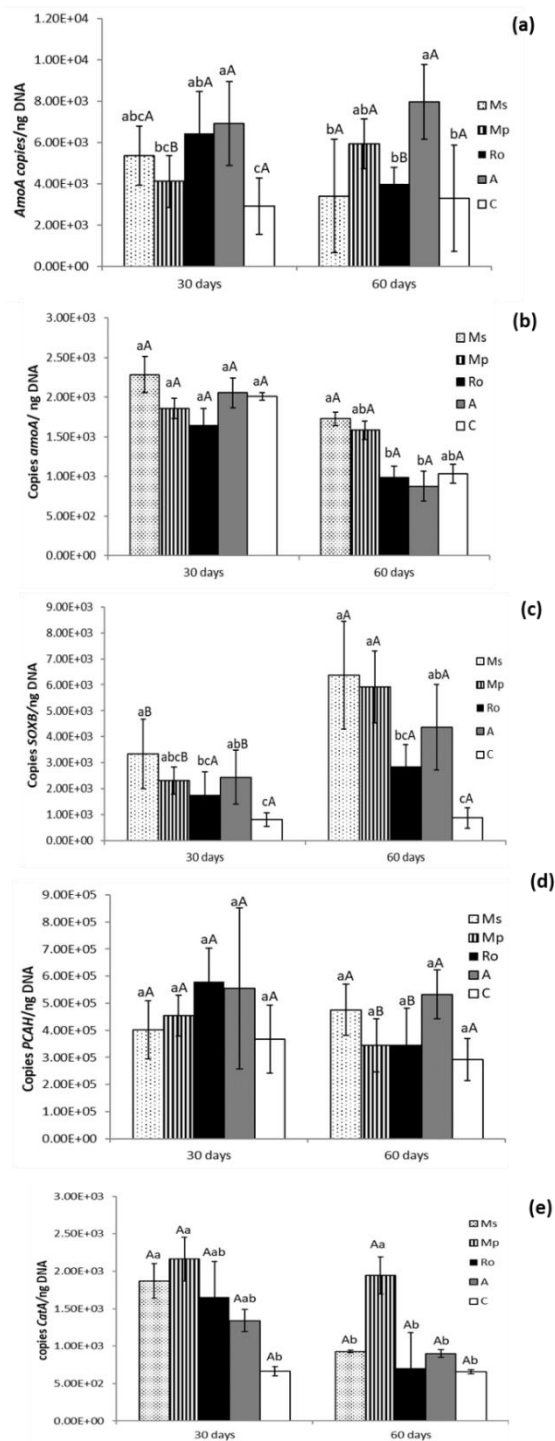 (a)
1.20E+04
1.00E+04
8.00E+03
6.00E+03
4.00E+03
2.00E+03
0.00E+00
AmoA copies/ng DNA
abcA bcB abA aA cA
bA abA bB aA bA
30 days 60 days
Ms
Mp
Ro
A
C
(b)
3.00E+03
2.50E+03
2.00E+03
1.50E+03
1.00E+03
5.00E+02
0.00E+00
Copies amoA/ ng DNA
aA aA aA aA aA
aA abA bA bA abA
30 days 60 days
Ms
Mp
Ro
A
C
(c)
9.00E+03
8.00E+03
7.00E+03
6.00E+03
5.00E+03
4.00E+03
3.00E+03
2.00E+03
1.00E+03
0.00E+00
Copies SOXB/ng DNA
aB abcB bcA abB cA
aA aA bcA abA cA
30 days 60 days
Ms
Mp
Ro
A
C
(d)
9.00E+05
8.00E+05
7.00E+05
6.00E+05
5.00E+05
4.00E+05
3.00E+05
2.00E+05
1.00E+05
0.00E+00
Copies PCAH/ng DNA
aA aA aA aA aA
aA aB aB aA aA
30 days 60 days
Ms
Mp
Ro
A
C
(e)
3.00E+03
2.50E+03
2.00E+03
1.50E+03
1.00E+03
5.00E+02
0.00E+00
copies CatA/ng DNA
Aa Aa Aab Aab Ab
Ab Aa Ab Ab Ab
30 days 60 days
Ms
Mp
Ro
A
C